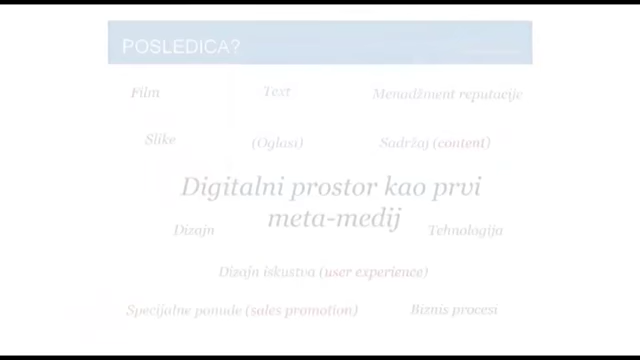 POSLEDICA?
Film
Text
Menadžment reputacije
Slike
(Oglasi)
Sadržaj (content)
Digitalni prostor kao prvi
meta-medij
Dizajn
Tehnologija
Dizajn iskustva (user experience)
Specijalne ponude (sales promotion)
Biznis procesi